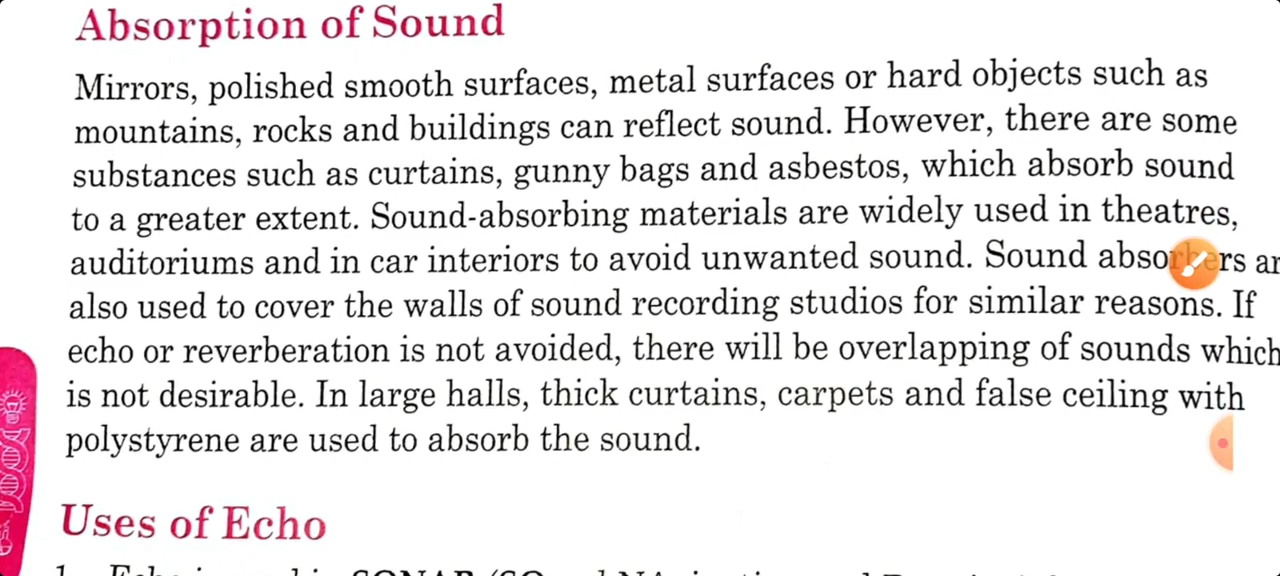 Absorption of Sound
Mirrors, polished smooth surfaces, metal surfaces or hard objects such as
mountains, rocks and buildings can reflect sound. However, there are some
substances such as curtains, gunny bags and asbestos, which absorb sound
to a greater extent. Sound-absorbing materials are widely used in theatres,
auditoriums and in car interiors to avoid unwanted sound. Sound absorbers
also used to cover the walls of sound recording studios for similar reasons. If
echo or reverberation is not avoided, there will be overlapping of sounds which
is not desirable. In large halls, thick curtains, carpets and false ceiling with
polystyrene are used to absorb the sound.
Uses of Echo